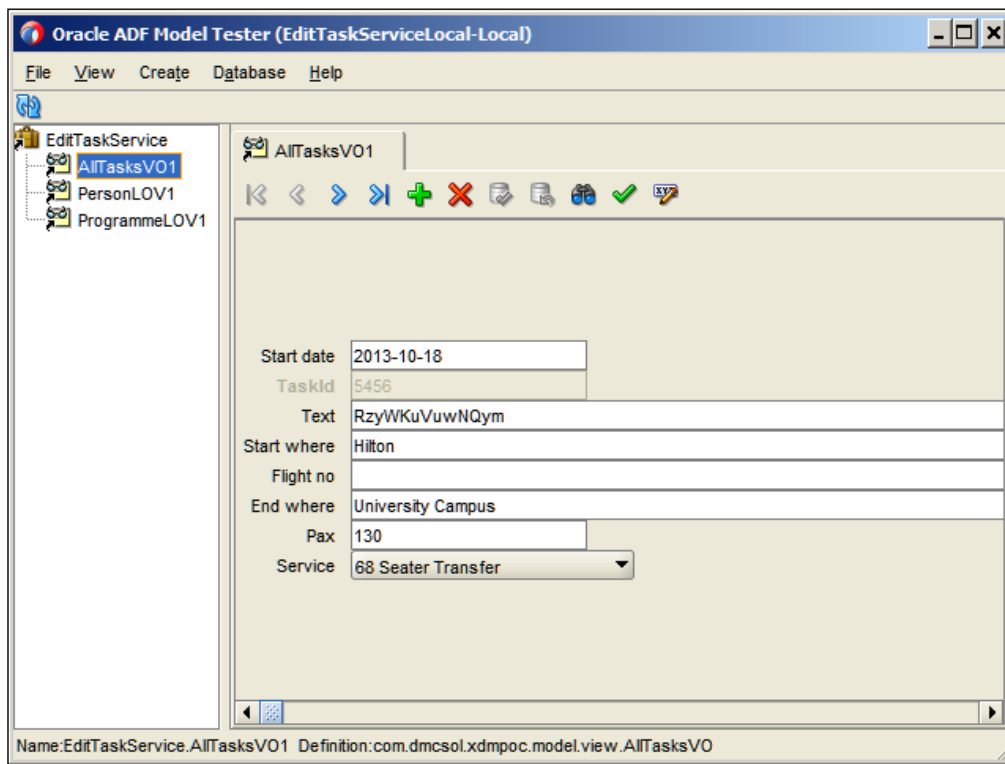 Oracle ADF Model Tester (EditTaskServiceLocal-Local)
File View Create Database Help
EditTaskService
AllTasksVO1
PersonLOV1
ProgrammeLOV1
AllTasksVO1
Start date 2013-10-18
TaskId 5456
Text RzyWKuVuwNQym
Start where Hilton
Flight no
End where University Campus
Pax 130
Service 68 Seater Transfer
Name:EditTaskService.AllTasksVO1 Definition:com.dmcsol.xdmpoc.model.view.AllTasksVO